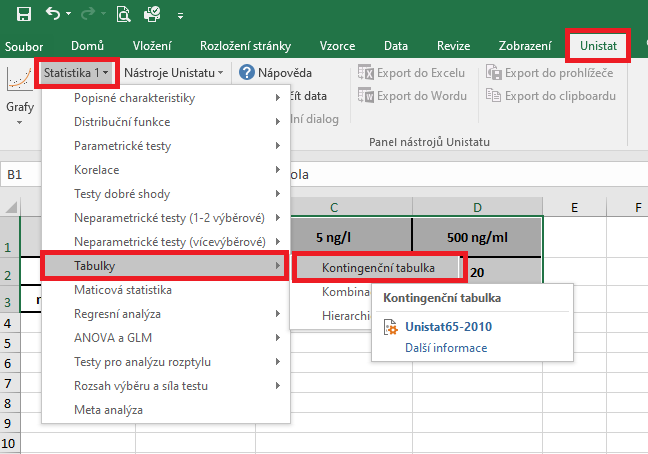 Soubor Domů Vložení Rozložení stránky Vzorce Data Revize Zobrazení Unistat
Statistika 1 Nástroje Unistatu Nápověda Export do Excelu Export do prohlížeče
Grafy čít data Export do Wordu Export do clipboardu
lní dialog
Panel nástrojů Unistatu
Popisné charakteristiky
Distribuční funkce
Parametrické testy
Korelace
Testy dobré shody
Neparametrické testy (1-2 výběrové)
Neparametrické testy (vícevýběrové)
Tabulky
Maticová statistika
Regresní analýza
ANOVA a GLM
Testy pro analýzu rozptylu
Rozsah výběru a síla testu
Meta analýza
B1 ola
C D E F
1 5 ng/l 500 ng/ml
2 20
3
4
5
6
7
8
9
10
Kontingenční tabulka
Kombina
Hierarchi
Kontingenční tabulka
Unistat65-2010
Další informace